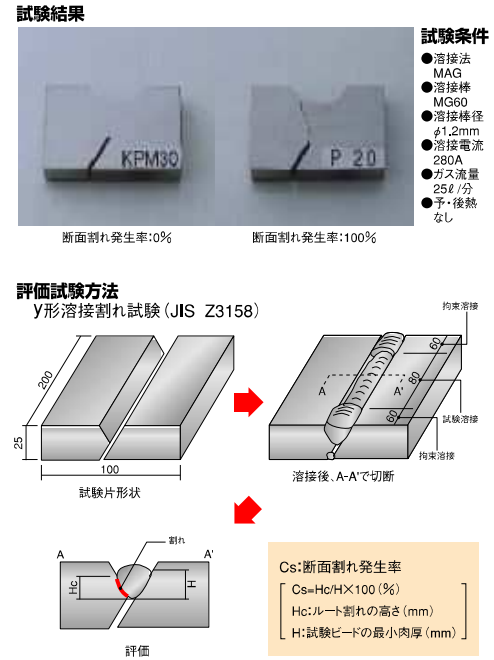 試験結果
KPM30
P 20
断面割れ発生率:0%
断面割れ発生率:100%
試験条件
●溶接法
MAG
●溶接棒
MG60
●溶接棒径
φ1.2mm
●溶接電流
280A
●ガス流量
25ℓ/分
●予・後熱
なし
評価試験方法
y形溶接割れ試験(JIS Z3158)
200
25
100
試験片形状
拘束溶接
60
80
60
A
A'
試験溶接
拘束溶接
溶接後、A-A'で切断
A
割れ
A'
Hc
H
評価
Cs:断面割れ発生率
Cs=Hc/H×100(%)
Hc:ルート割れの高さ(mm)
H:試験ビードの最小肉厚(mm)